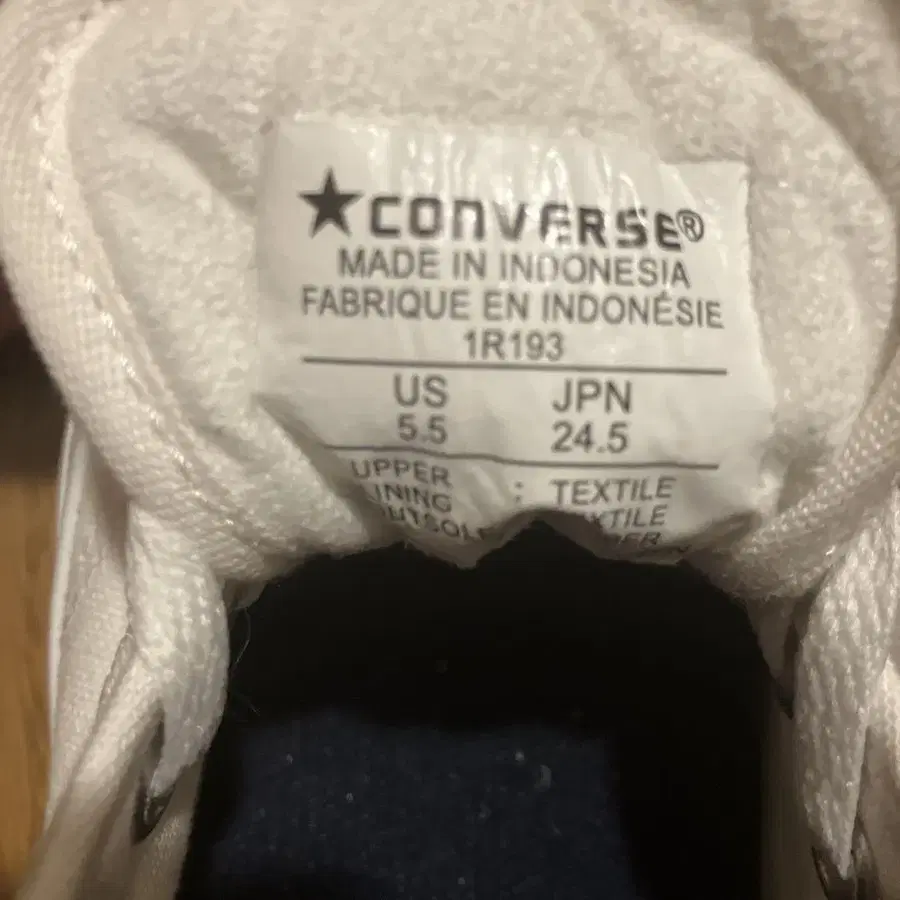 ★CONVERSE®
MADE IN INDONESIA
FABRIQUE EN INDONÉSIE
1R193
US JPN
5.5 24.5
UPPER : TEXTILE